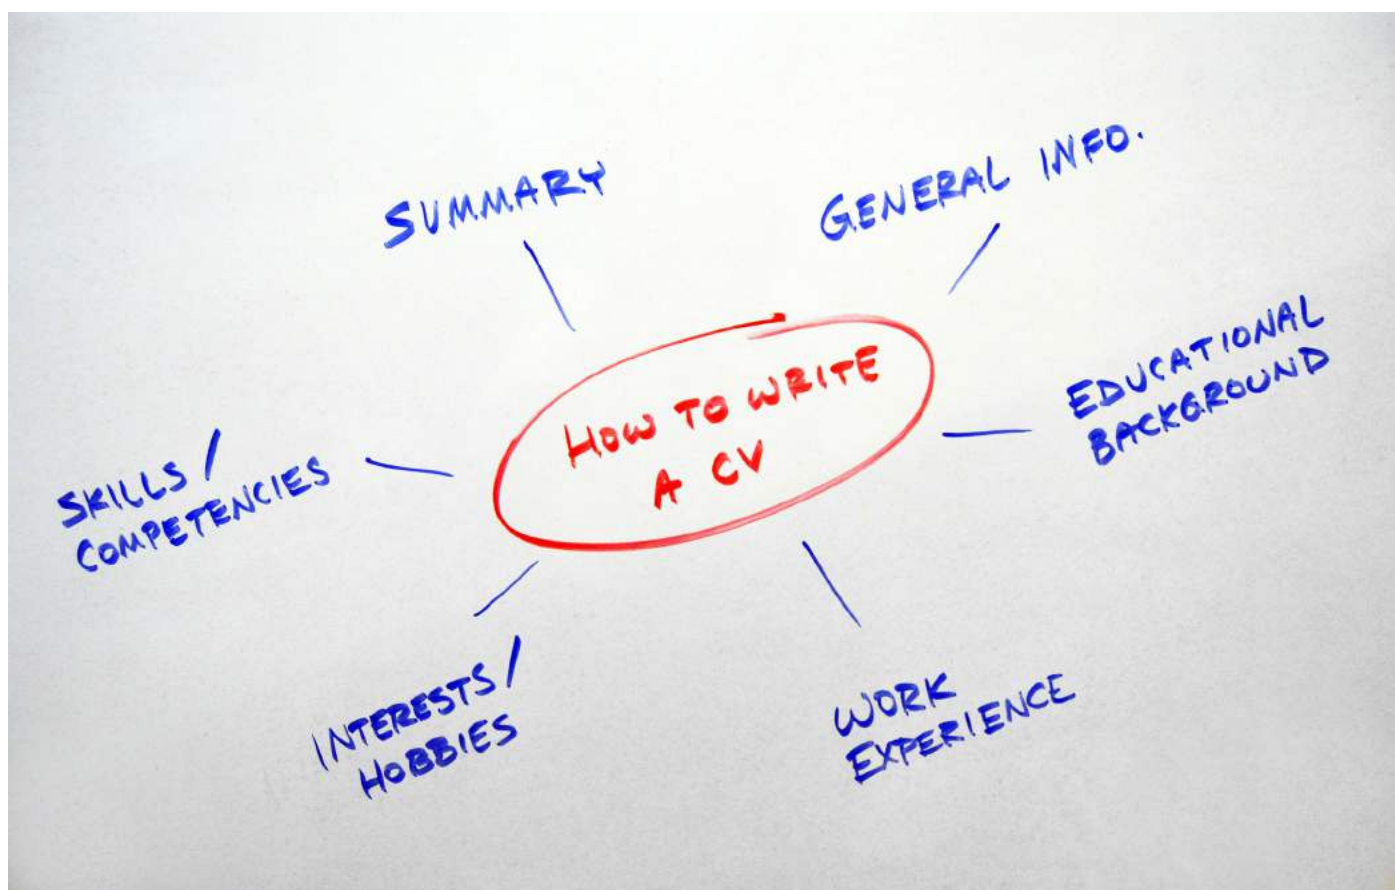 SUMMARY
GENERAL INFO.
HOW TO WRITE
A CV
EDUCATIONAL
BACKGROUND
SKILLS /
COMPETENCIES
INTERESTS/
HOBBIES
WORK
EXPERIENCE